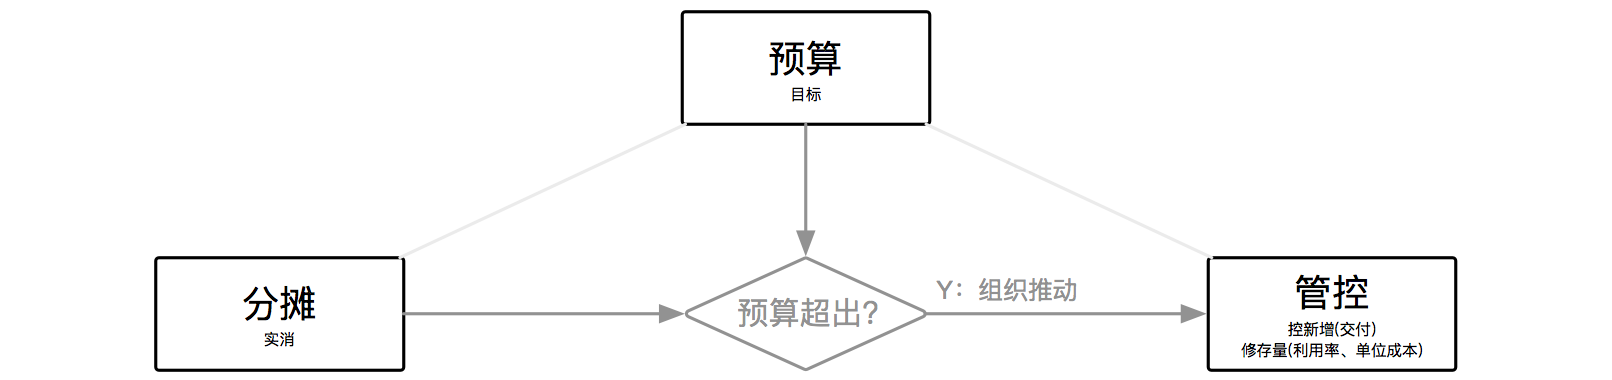 预算
目标
分摊
实消
预算超出?
Y：组织推动
管控
控新增(交付)
修存量(利用率、单位成本)